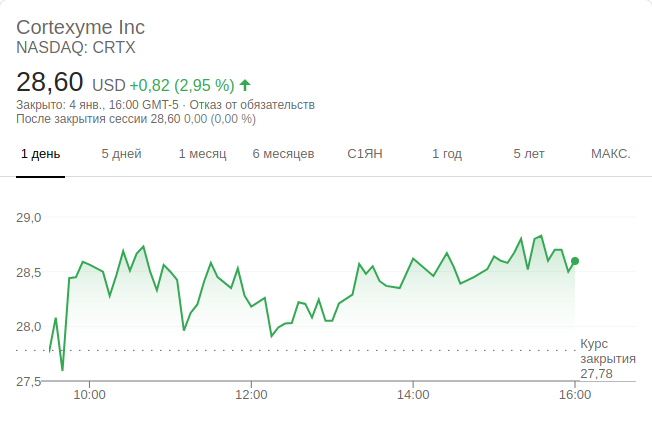 Cortexyme Inc
NASDAQ: CRTX
28,60 USD +0,82 (2,95 %)
Закрыто: 4 янв., 16:00 GMT-5 · Отказ от обязательств
После закрытия сессии 28,60 0,00 (0,00 %)
1 день 5 дней 1 месяц 6 месяцев С1ЯН 1 год 5 лет МАКС.
29,0
28,5
28,0
Курс
закрытия
27,78
27,5
10:00 12:00 14:00 16:00